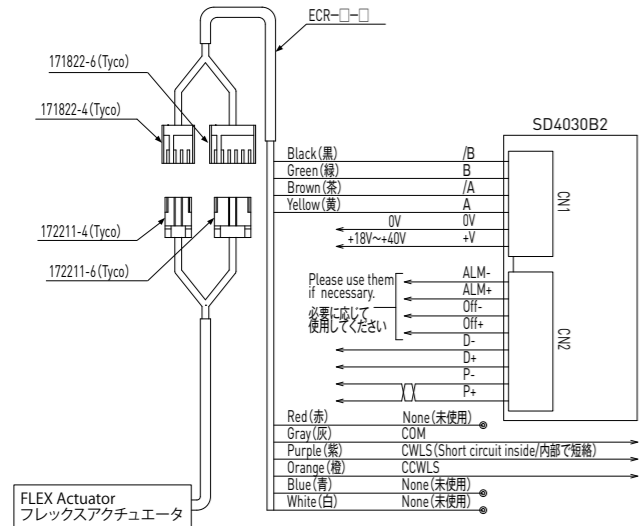 ECR-□-□
171822-6(Tyco)
171822-4(Tyco)
172211-4(Tyco)
172211-6(Tyco)
SD4030B2
Black(黒) /B
Green(緑) B
Brown(茶) /A
Yellow(黄) A
0V 0V
+18V~+40V +V
CN1
Please use them
if necessary.
必要に応じて
使用してください
ALM-
ALM+
Off-
Off+
D-
D+
P-
P+
CN2
Red(赤) None(未使用)
Gray(灰) COM
Purple(紫) CWLS(Short circuit inside/内部で短絡)
Orange(橙) CCWLS
Blue(青) None(未使用)
White(白) None(未使用)
FLEX Actuator
フレックスアクチュエータ